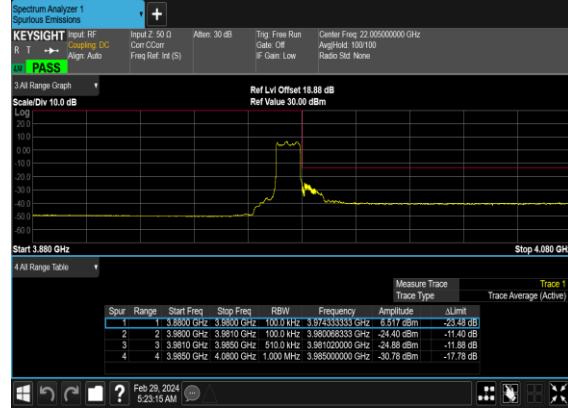 Spectrum Analyzer 1
Spurious Emissions
KEYSIGHT Input: RF Input Z: 50 Ω Atten: 30 dB Trig: Free Run Center Freq: 22.005000000 GHz
R T Coupling: DC Corr CCorr Gate: Off Avg|Hold: 100/100
Align: Auto Freq Ref: Int (S) IF Gain: Low Radio Std: None
PASS
3 All Range Graph
Ref Lvl Offset 18.88 dB
Scale/Div 10.0 dB Ref Value 30.00 dBm
Log
20.0
10.0
0.00
-10.0
-20.0
-30.0
-40.0
-50.0
-60.0
Start 3.880 GHz Stop 4.080 GH
4 All Range Table
Measure Trace Trace 1
Trace Type Trace Average (Active)
Spur Range Start Freq Stop Freq RBW Frequency Amplitude ΔLimit
1 1 3.8800 GHz 3.9800 GHz 100.0 kHz 3.974333333 GHz 6.517 dBm -23.48 dB
2 2 3.9800 GHz 3.9810 GHz 100.0 kHz 3.980068333 GHz -24.40 dBm -11.40 dB
3 3 3.9810 GHz 3.9850 GHz 510.0 kHz 3.981020000 GHz -24.88 dBm -11.88 dB
4 4 3.9850 GHz 4.0800 GHz 1.000 MHz 3.985000000 GHz -30.78 dBm -17.78 dB
?
Feb 29, 2024
5:23:15 AM